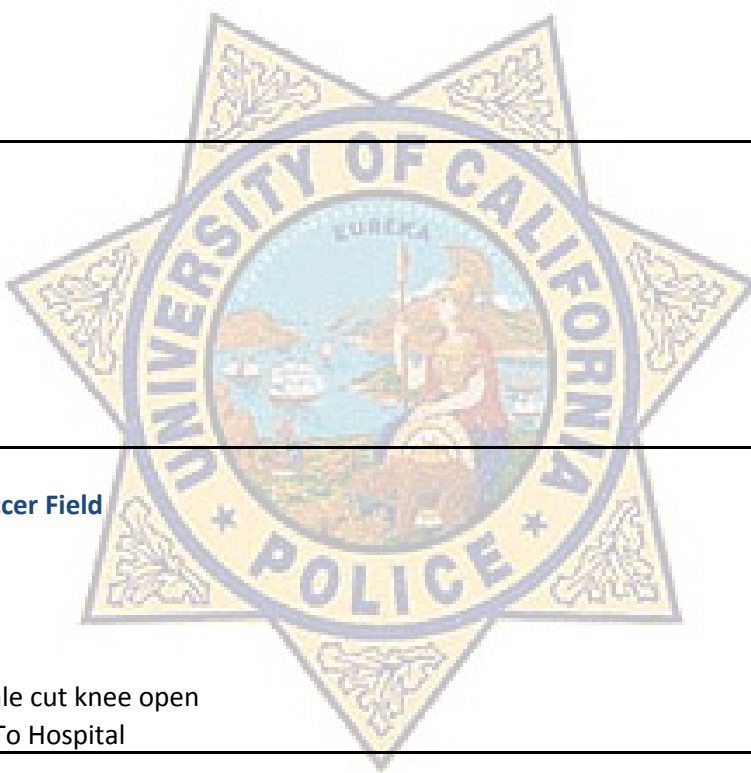 UNIVERSITY OF CALIFORNIA
EUREKA
cer Field
POLICE
le cut knee open
To Hospital